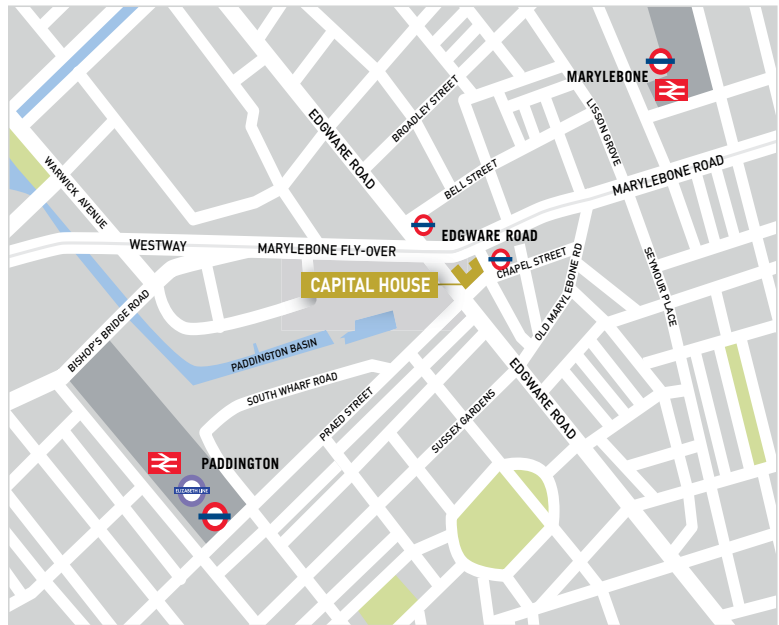 MARYLEBONE
BROADLEY STREET
EDGWARE ROAD
LISSON GROVE
BELL STREET
MARYLEBONE ROAD
WARWICK AVENUE
EDGWARE ROAD
WESTWAY
MARYLEBONE FLY-OVER
CHAPEL STREET
CAPITAL HOUSE
OLD MARYLEBONE RD
SEYMOUR PLACE
BISHOP'S BRIDGE ROAD
PADDINGTON BASIN
SOUTH WHARF ROAD
EDGWARE ROAD
PRAED STREET
SUSSEX GARDENS
PADDINGTON
ELIZABETH LINE